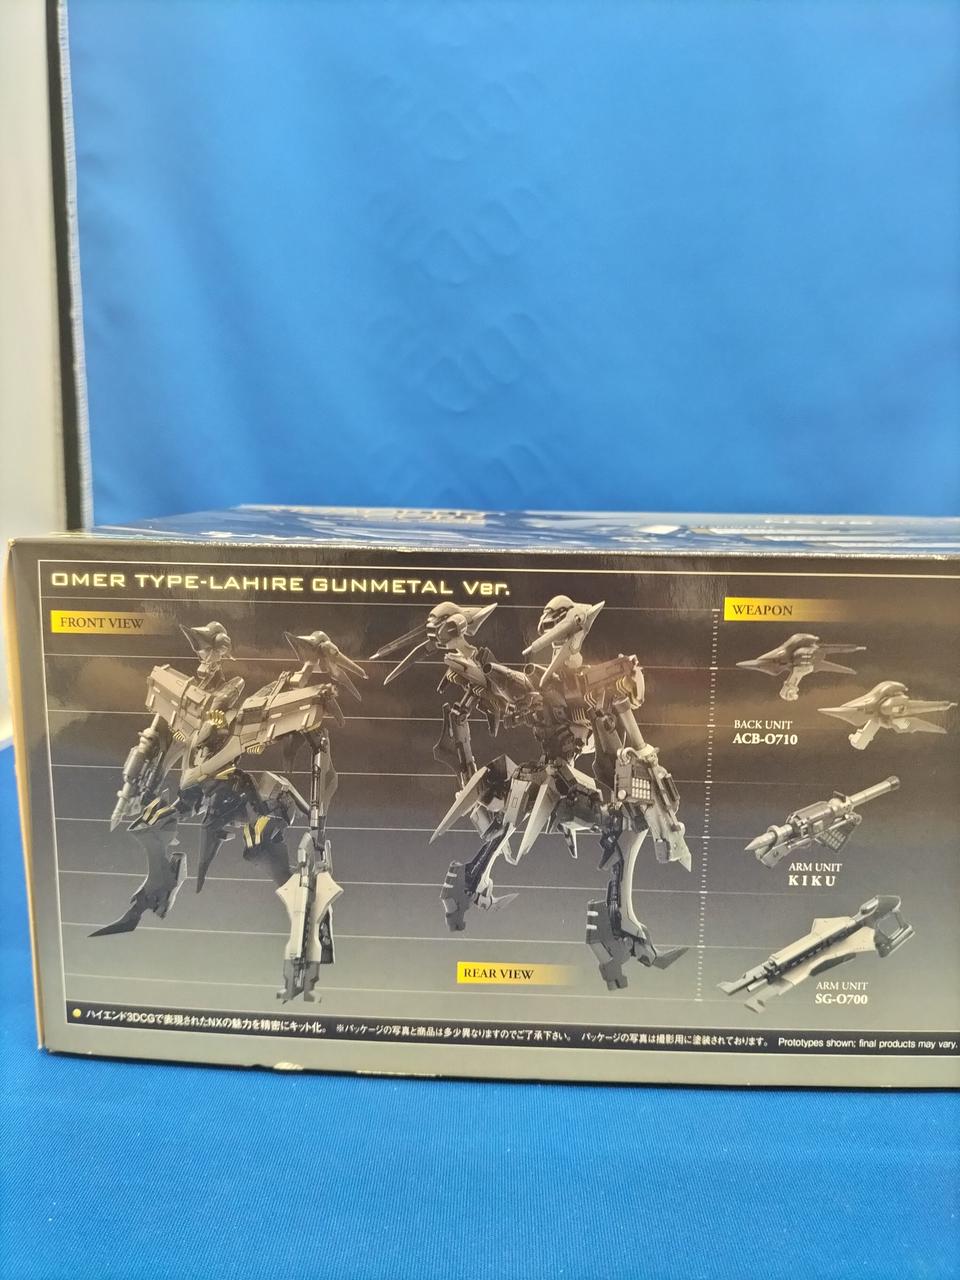 OMER TYPE-LAHIRE GUNMETAL Ver.
FRONT VIEW
WEAPON
BACK UNIT
ACB-O710
ARM UNIT
KIKU
ARM UNIT
SG-O700
REAR VIEW
ハイエンド3DCGで表現されたNXの魅力を精密にキット化。 ※パッケージの写真と商品は多少異なりますのでご了承下さい。 パッケージの写真は撮影用に塗装されております。 Prototypes shown; final products may vary.